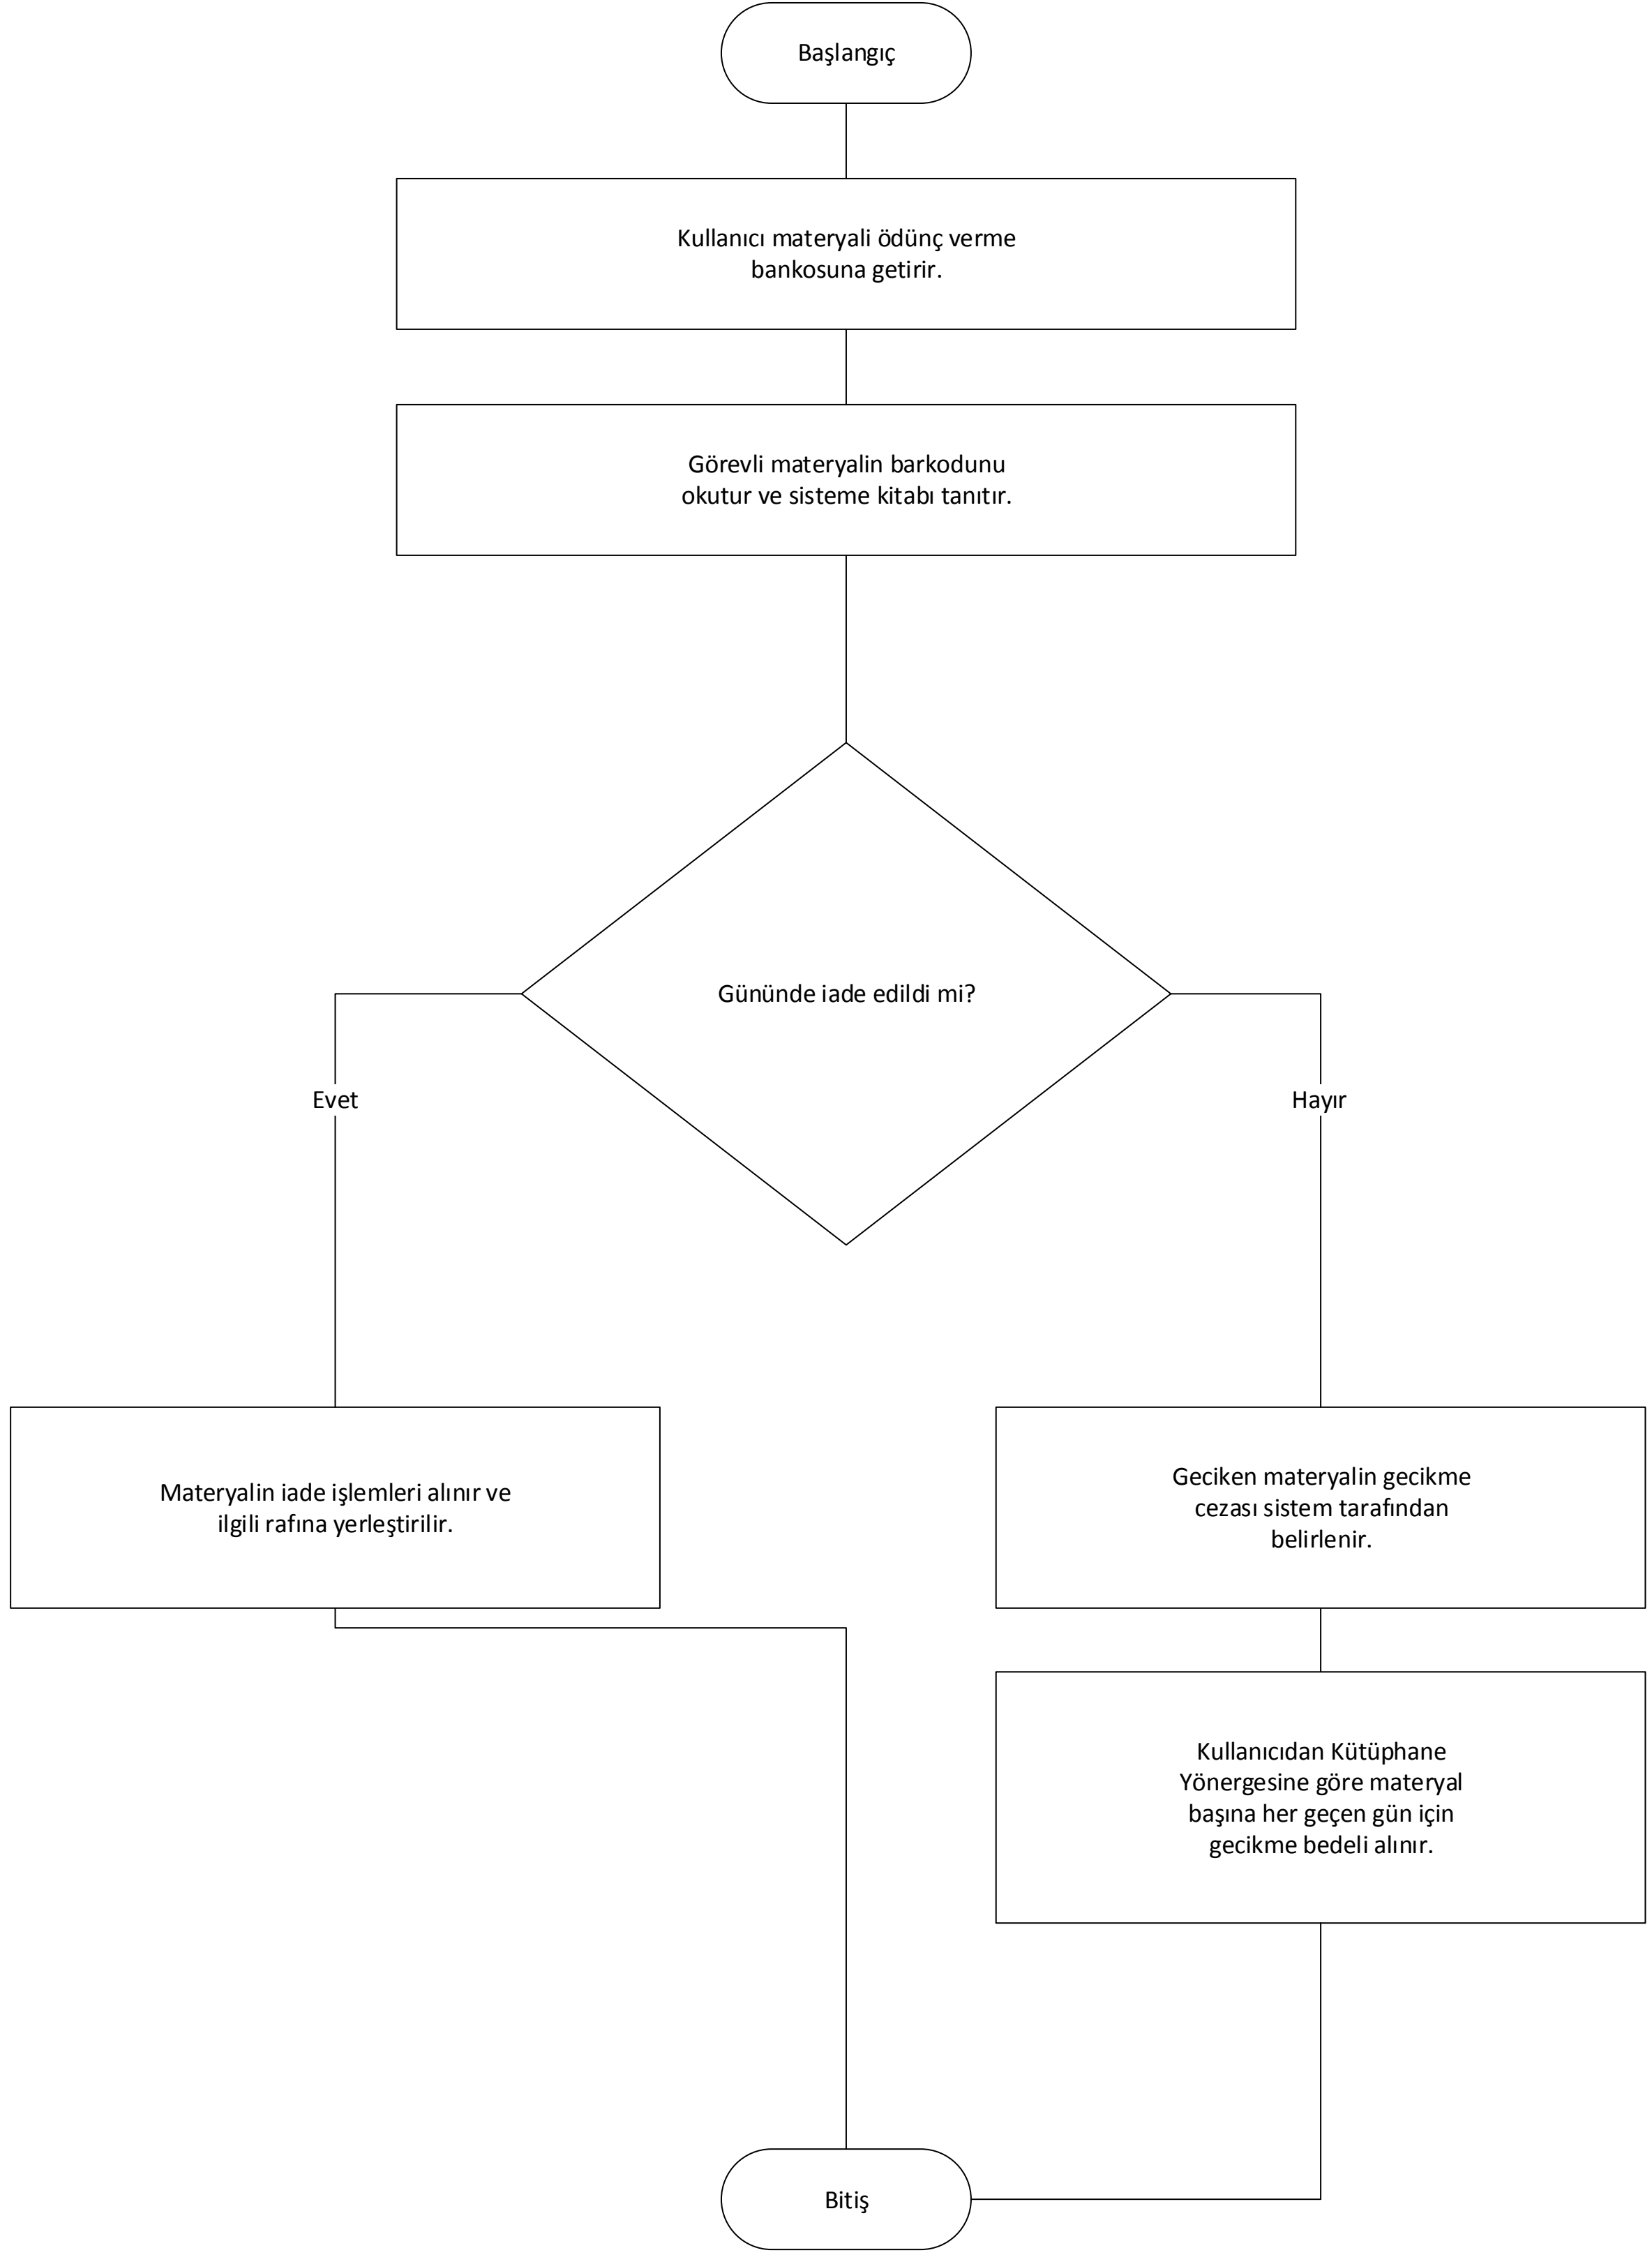 Başlangıç
Kullanıcı materyali ödünç verme
bankosuna getirir.
Görevli materyalin barkodunu
okutur ve sisteme kitabı tanıtır.
Gününde iade edildi mi?
Evet
Hayır
Materyalin iade işlemleri alınır ve
ilgili rafına yerleştirilir.
Geciken materyalin gecikme
cezası sistem tarafından
belirlenir.
Kullanıcıdan Kütüphane
Yönergesine göre materyal
başına her geçen gün için
gecikme bedeli alınır.
Bitiş